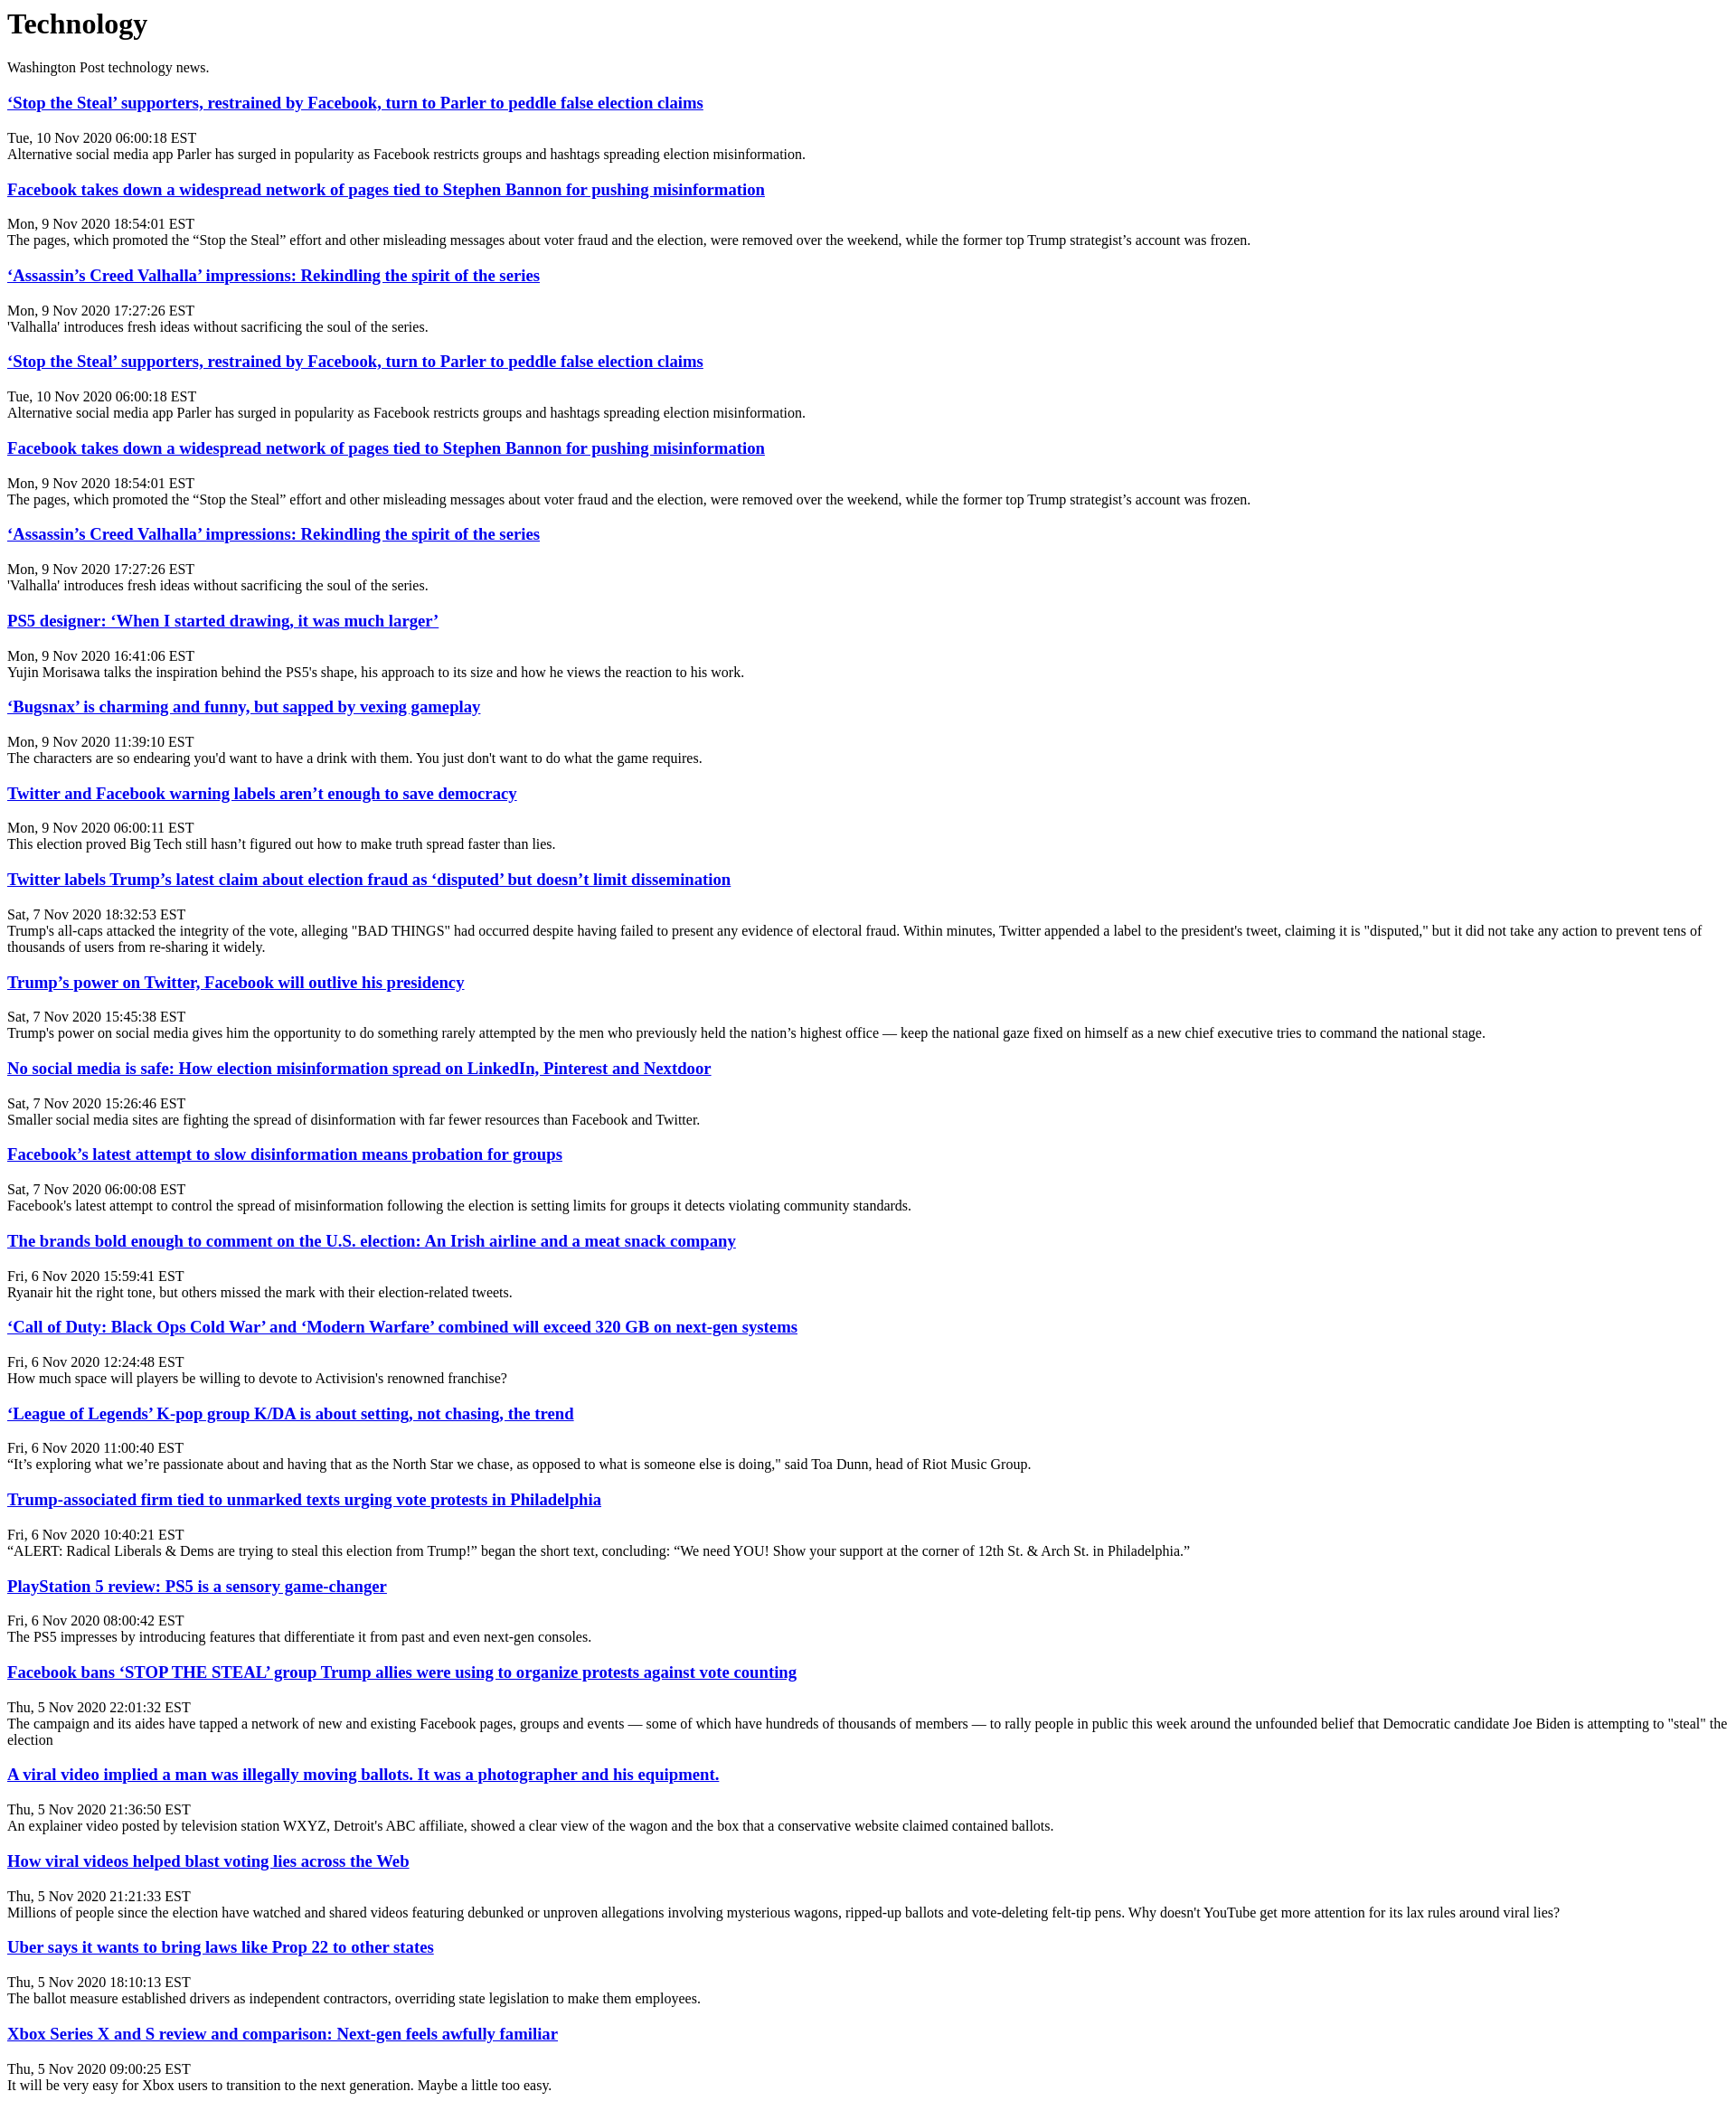 Technology
Washington Post technology news.
‘Stop the Steal’ supporters, restrained by Facebook, turn to Parler to peddle false election claims
Tue, 10 Nov 2020 06:00:18 EST
Alternative social media app Parler has surged in popularity as Facebook restricts groups and hashtags spreading election misinformation.
Facebook takes down a widespread network of pages tied to Stephen Bannon for pushing misinformation
Mon, 9 Nov 2020 18:54:01 EST
The pages, which promoted the “Stop the Steal” effort and other misleading messages about voter fraud and the election, were removed over the weekend, while the former top Trump strategist’s account was frozen.
‘Assassin’s Creed Valhalla’ impressions: Rekindling the spirit of the series
Mon, 9 Nov 2020 17:27:26 EST
'Valhalla' introduces fresh ideas without sacrificing the soul of the series.
‘Stop the Steal’ supporters, restrained by Facebook, turn to Parler to peddle false election claims
Tue, 10 Nov 2020 06:00:18 EST
Alternative social media app Parler has surged in popularity as Facebook restricts groups and hashtags spreading election misinformation.
Facebook takes down a widespread network of pages tied to Stephen Bannon for pushing misinformation
Mon, 9 Nov 2020 18:54:01 EST
The pages, which promoted the “Stop the Steal” effort and other misleading messages about voter fraud and the election, were removed over the weekend, while the former top Trump strategist’s account was frozen.
‘Assassin’s Creed Valhalla’ impressions: Rekindling the spirit of the series
Mon, 9 Nov 2020 17:27:26 EST
'Valhalla' introduces fresh ideas without sacrificing the soul of the series.
PS5 designer: ‘When I started drawing, it was much larger’
Mon, 9 Nov 2020 16:41:06 EST
Yujin Morisawa talks the inspiration behind the PS5's shape, his approach to its size and how he views the reaction to his work.
‘Bugsnax’ is charming and funny, but sapped by vexing gameplay
Mon, 9 Nov 2020 11:39:10 EST
The characters are so endearing you'd want to have a drink with them. You just don't want to do what the game requires.
Twitter and Facebook warning labels aren’t enough to save democracy
Mon, 9 Nov 2020 06:00:11 EST
This election proved Big Tech still hasn’t figured out how to make truth spread faster than lies.
Twitter labels Trump’s latest claim about election fraud as ‘disputed’ but doesn’t limit dissemination
Sat, 7 Nov 2020 18:32:53 EST
Trump's all-caps attacked the integrity of the vote, alleging "BAD THINGS" had occurred despite having failed to present any evidence of electoral fraud. Within minutes, Twitter appended a label to the president's tweet, claiming it is "disputed," but it did not take any action to prevent tens of
thousands of users from re-sharing it widely.
Trump’s power on Twitter, Facebook will outlive his presidency
Sat, 7 Nov 2020 15:45:38 EST
Trump's power on social media gives him the opportunity to do something rarely attempted by the men who previously held the nation’s highest office — keep the national gaze fixed on himself as a new chief executive tries to command the national stage.
No social media is safe: How election misinformation spread on LinkedIn, Pinterest and Nextdoor
Sat, 7 Nov 2020 15:26:46 EST
Smaller social media sites are fighting the spread of disinformation with far fewer resources than Facebook and Twitter.
Facebook’s latest attempt to slow disinformation means probation for groups
Sat, 7 Nov 2020 06:00:08 EST
Facebook's latest attempt to control the spread of misinformation following the election is setting limits for groups it detects violating community standards.
The brands bold enough to comment on the U.S. election: An Irish airline and a meat snack company
Fri, 6 Nov 2020 15:59:41 EST
Ryanair hit the right tone, but others missed the mark with their election-related tweets.
‘Call of Duty: Black Ops Cold War’ and ‘Modern Warfare’ combined will exceed 320 GB on next-gen systems
Fri, 6 Nov 2020 12:24:48 EST
How much space will players be willing to devote to Activision's renowned franchise?
‘League of Legends’ K-pop group K/DA is about setting, not chasing, the trend
Fri, 6 Nov 2020 11:00:40 EST
“It’s exploring what we’re passionate about and having that as the North Star we chase, as opposed to what is someone else is doing," said Toa Dunn, head of Riot Music Group.
Trump-associated firm tied to unmarked texts urging vote protests in Philadelphia
Fri, 6 Nov 2020 10:40:21 EST
“ALERT: Radical Liberals & Dems are trying to steal this election from Trump!” began the short text, concluding: “We need YOU! Show your support at the corner of 12th St. & Arch St. in Philadelphia.”
PlayStation 5 review: PS5 is a sensory game-changer
Fri, 6 Nov 2020 08:00:42 EST
The PS5 impresses by introducing features that differentiate it from past and even next-gen consoles.
Facebook bans ‘STOP THE STEAL’ group Trump allies were using to organize protests against vote counting
Thu, 5 Nov 2020 22:01:32 EST
The campaign and its aides have tapped a network of new and existing Facebook pages, groups and events — some of which have hundreds of thousands of members — to rally people in public this week around the unfounded belief that Democratic candidate Joe Biden is attempting to "steal" the
election
A viral video implied a man was illegally moving ballots. It was a photographer and his equipment.
Thu, 5 Nov 2020 21:36:50 EST
An explainer video posted by television station WXYZ, Detroit's ABC affiliate, showed a clear view of the wagon and the box that a conservative website claimed contained ballots.
How viral videos helped blast voting lies across the Web
Thu, 5 Nov 2020 21:21:33 EST
Millions of people since the election have watched and shared videos featuring debunked or unproven allegations involving mysterious wagons, ripped-up ballots and vote-deleting felt-tip pens. Why doesn't YouTube get more attention for its lax rules around viral lies?
Uber says it wants to bring laws like Prop 22 to other states
Thu, 5 Nov 2020 18:10:13 EST
The ballot measure established drivers as independent contractors, overriding state legislation to make them employees.
Xbox Series X and S review and comparison: Next-gen feels awfully familiar
Thu, 5 Nov 2020 09:00:25 EST
It will be very easy for Xbox users to transition to the next generation. Maybe a little too easy.